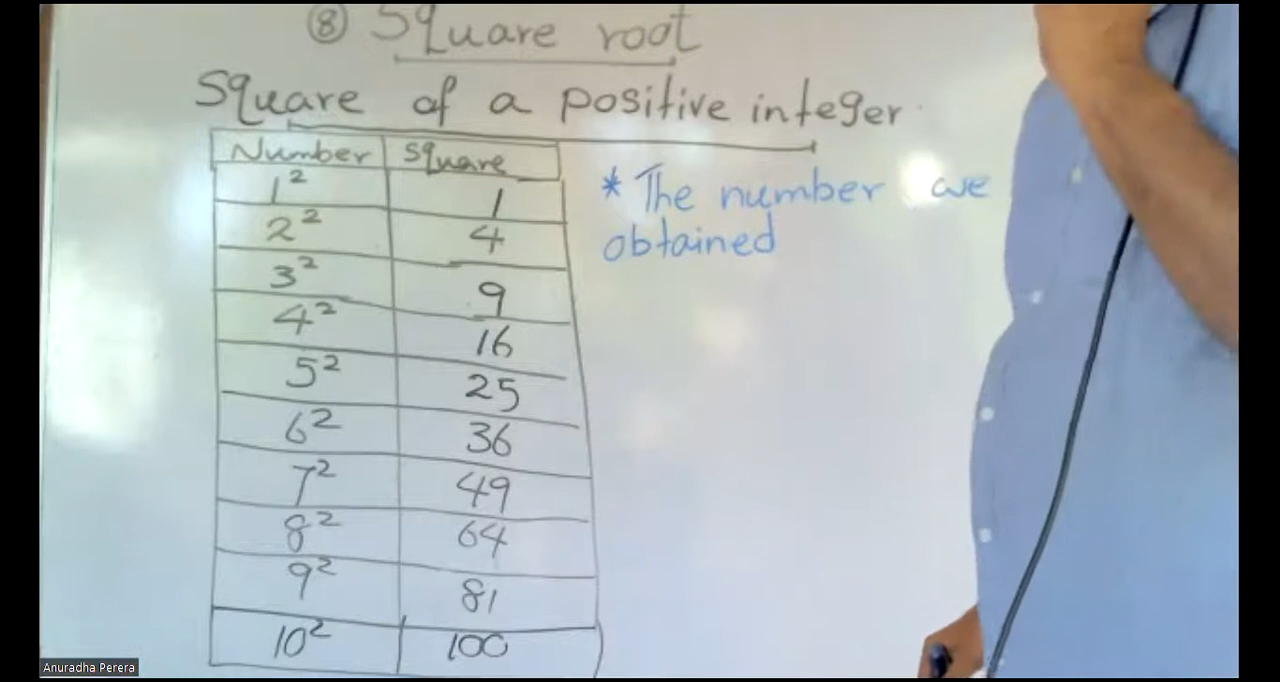 ⑧ Square root
Square of a positive integer
Number Square
1² 1
2² 4
3² 9
4² 16
5² 25
6² 36
7² 49
8² 64
9² 81
10² 100
* The number are
obtained
Anuradha Perera